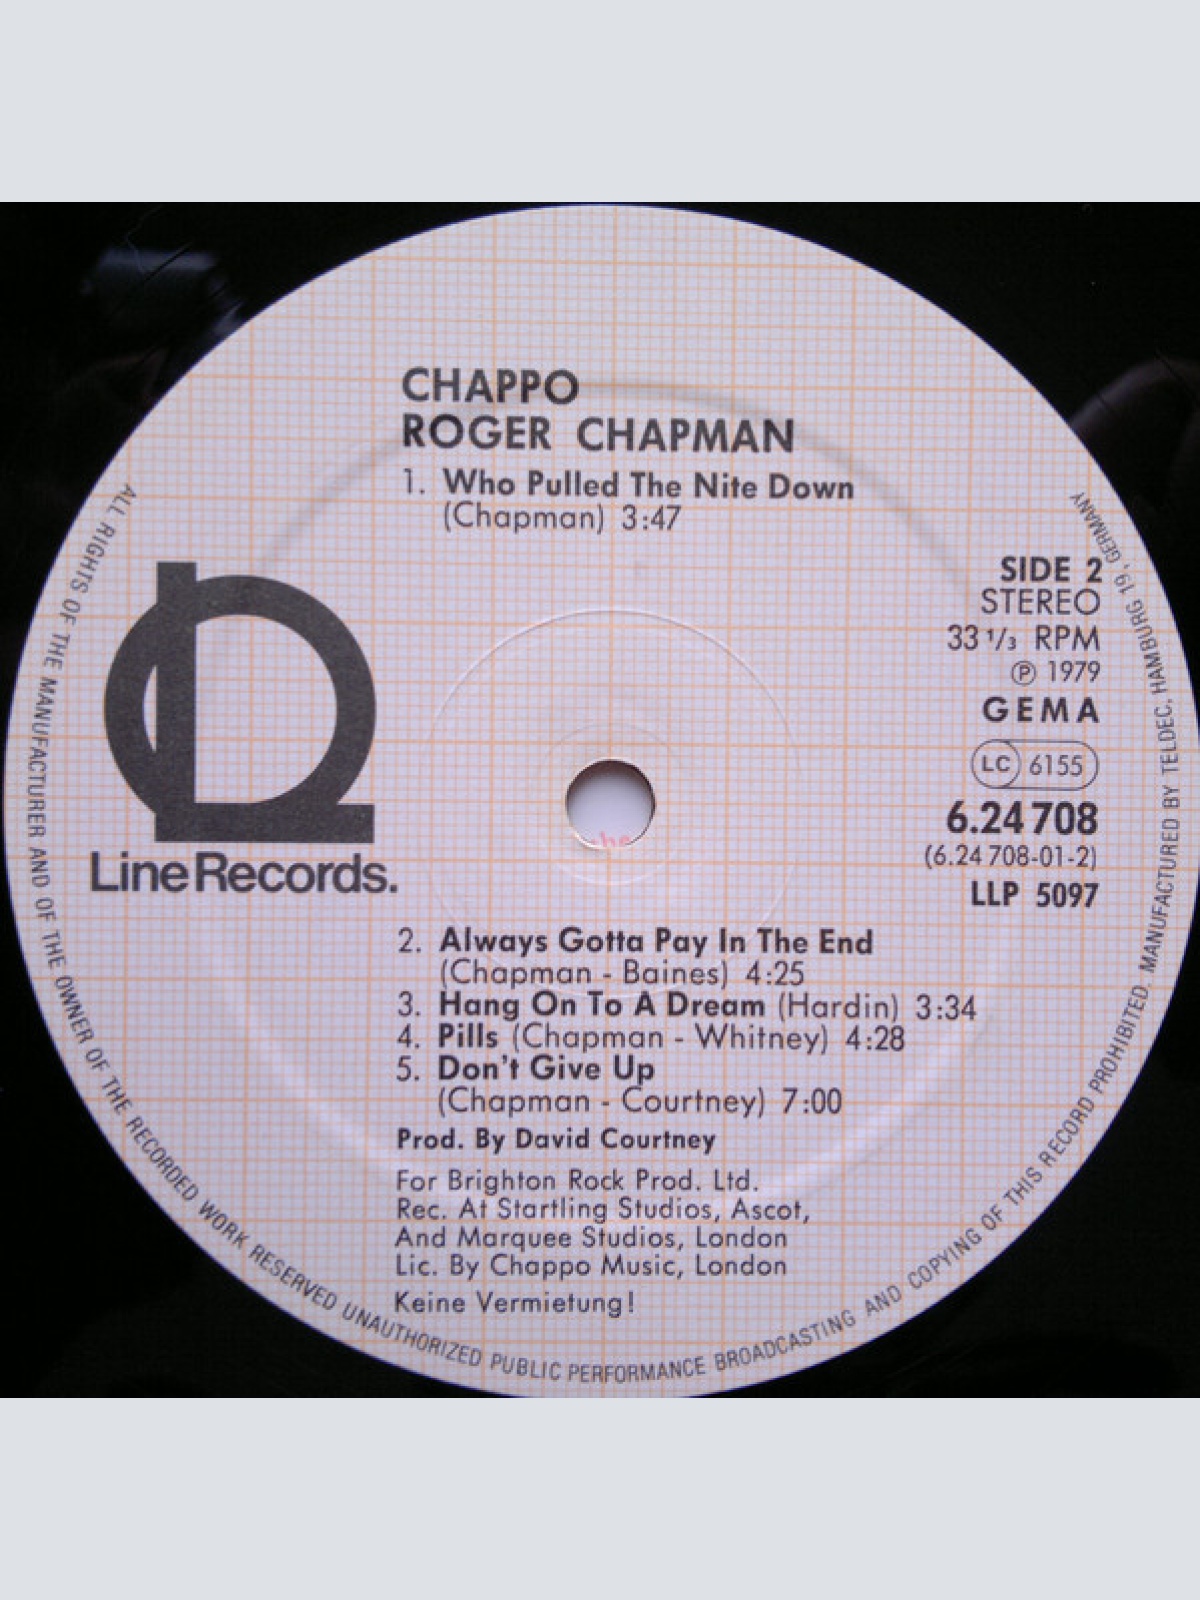 CHAPPO
ROGER CHAPMAN
1. Who Pulled The Nite Down
(Chapman) 3:47
SIDE 2
STEREO
33 1/3 RPM
Ⓟ 1979
GEMA
LC 6155
6.24 708
(6.24 708-01-2)
LLP 5097
Line Records.
2. Always Gotta Pay In The End
(Chapman - Baines) 4:25
3. Hang On To A Dream (Hardin) 3:34
4. Pills (Chapman - Whitney) 4:28
5. Don't Give Up
(Chapman - Courtney) 7:00
Prod. By David Courtney
For Brighton Rock Prod. Ltd.
Rec. At Startling Studios, Ascot,
And Marquee Studios, London
Lic. By Chappo Music, London
Keine Vermietung!
ALL RIGHTS OF THE MANUFACTURER AND OF THE OWNER OF THE RECORDED WORK RESERVED UNAUTHORIZED PUBLIC PERFORMANCE BROADCASTING AND COPYING OF THIS RECORD PROHIBITED. MANUFACTURED BY TELDEC, HAMBURG 19, GERMANY